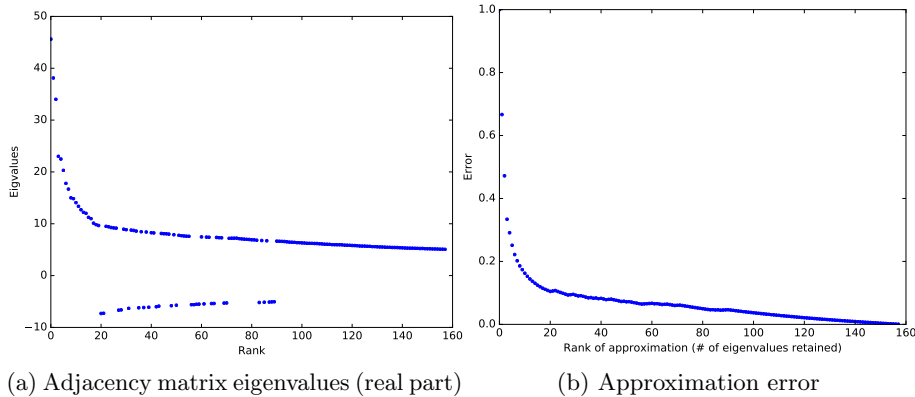 50
40
30
20
10
0
−10
Eigvalues
0 20 40 60 80 100 120 140 160
Rank
(a) Adjacency matrix eigenvalues (real part)
1.0
0.8
0.6
0.4
0.2
0.0
Error
0 20 40 60 80 100 120 140 160
Rank of approximation (# of eigenvalues retained)
(b) Approximation error